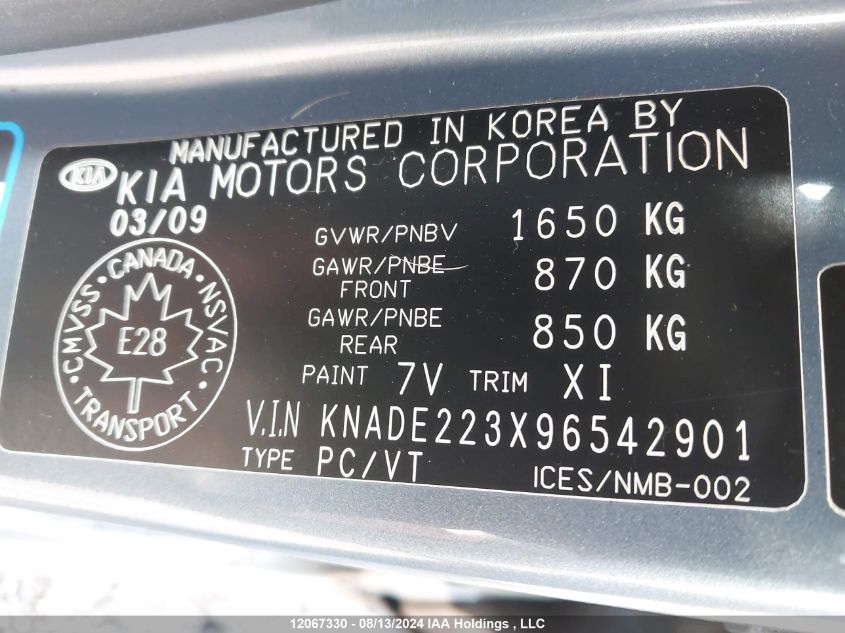 MANUFACTURED IN KOREA BY
KIA
KIA MOTORS CORPORATION
03/09
GVWR/PNBV 1650 KG
GAWR/PNBE FRONT 870 KG
GAWR/PNBE REAR 850 KG
PAINT 7V TRIM XI
CANADA
CMVSS E28 NSVAC
TRANSPORT
V.I.N KNADE223X96542901
TYPE PC/VT
ICES/NMB-002
12067330 - 08/13/2024 IAA Holdings , LLC